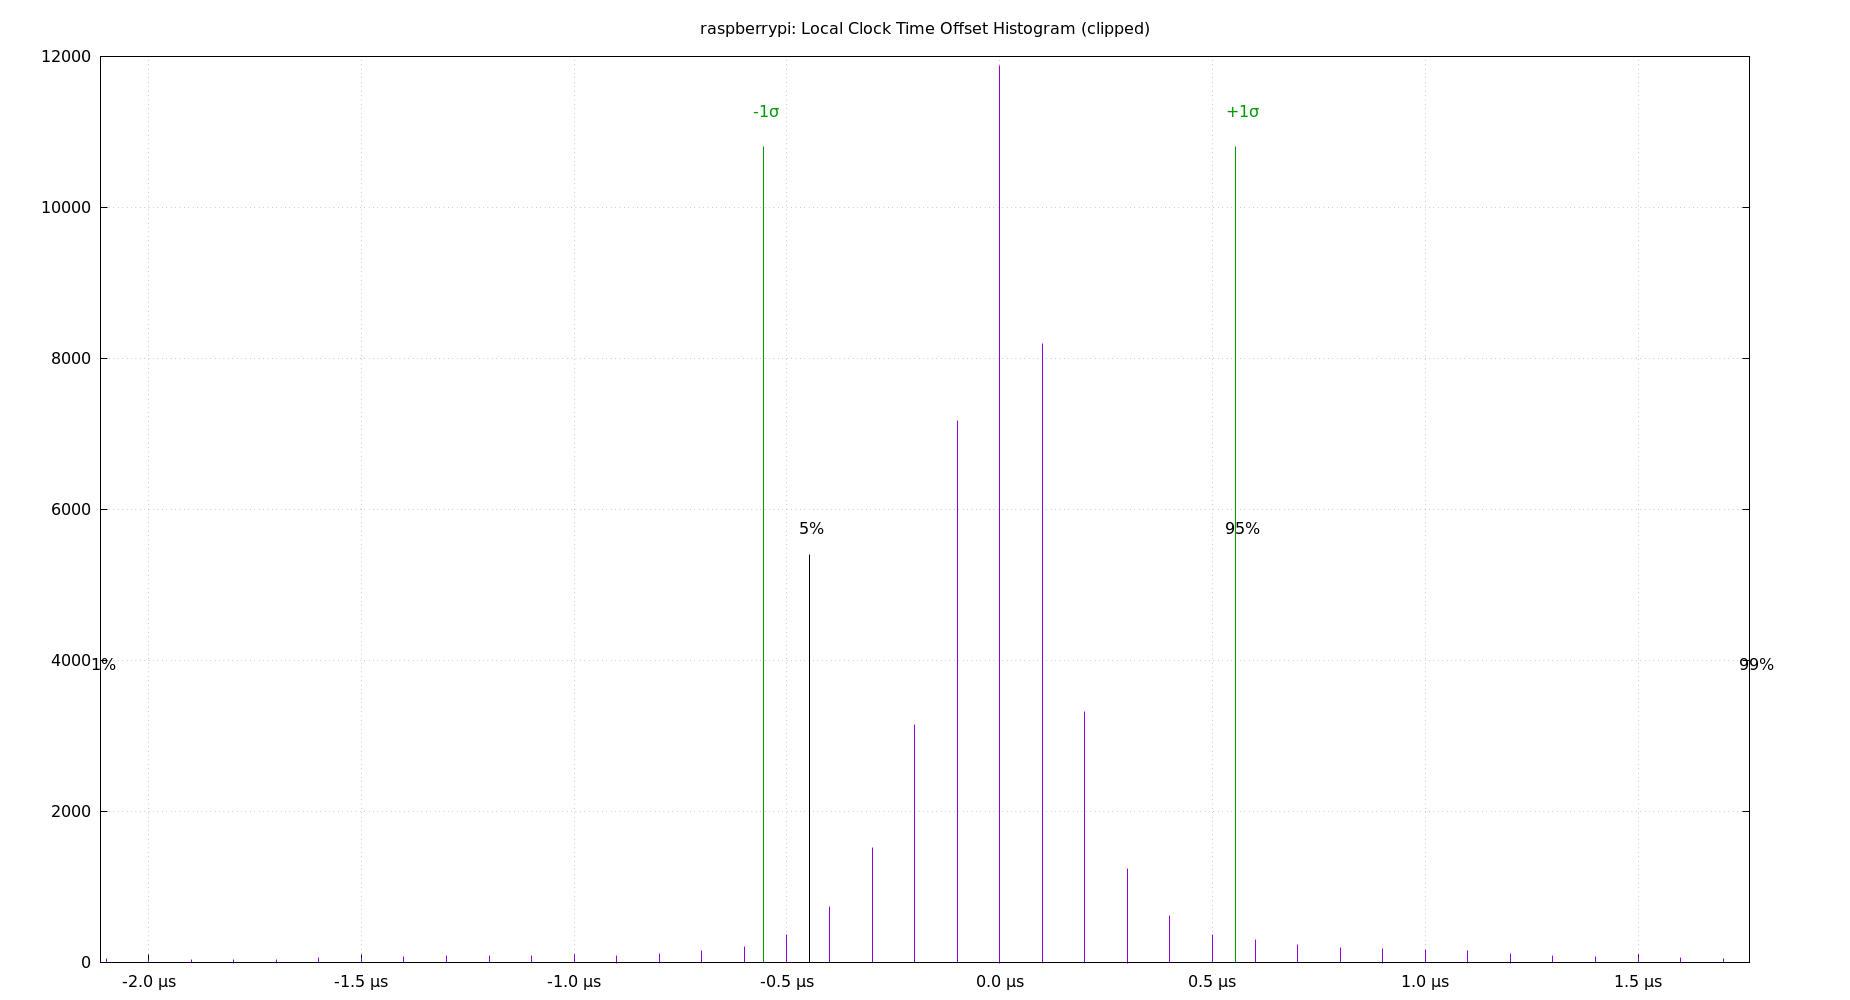 raspberrypi: Local Clock Time Offset Histogram (clipped)
12000
-1σ
+1σ
10000
8000
6000
5%
95%
4000
1%
99%
2000
0
-2.0 µs
-1.5 µs
-1.0 µs
-0.5 µs
0.0 µs
0.5 µs
1.0 µs
1.5 µs